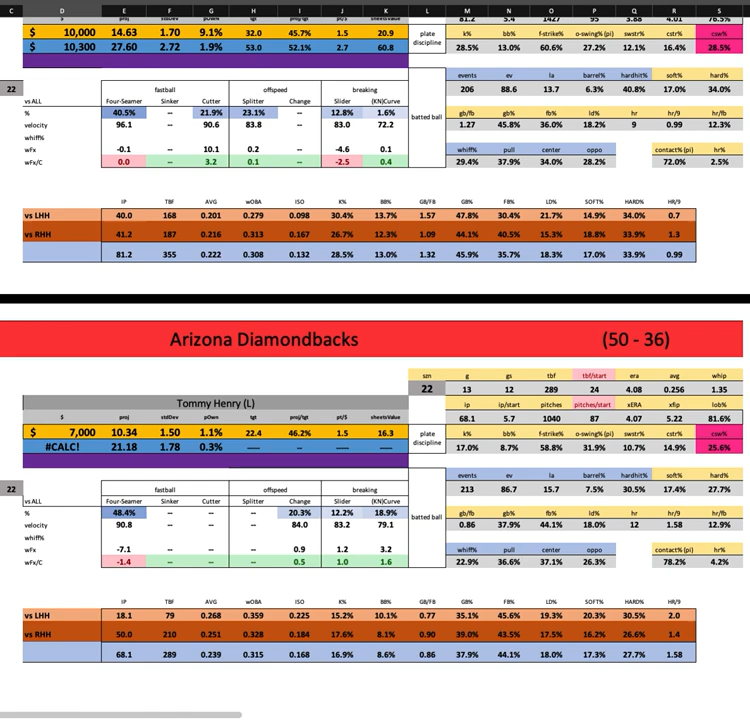 C D E F G H I J K L M N O P Q R S
$ proj stdDev pOwn tgt proj/tgt pt/$ sheetsValue 81.2 5.4 1427 95 3.88 4.01 76.5%
$ 10,000 14.63 1.70 9.1% 32.0 45.7% 1.5 20.9 plate discipline k% bb% f-strike% o-swing% (pi) swstr% cstr% csw%
$ 10,300 27.60 2.72 1.9% 53.0 52.1% 2.7 60.8 28.5% 13.0% 60.6% 27.2% 12.1% 16.4% 28.5%
events ev la barrel% hardhit% soft% hard%
22 fastball offspeed breaking 206 88.6 13.7 6.3% 40.8% 17.0% 34.0%
vs ALL Four-Seamer Sinker Cutter Splitter Change Slider (KN)Curve
% 40.5% -- 21.9% 23.1% -- 12.8% 1.6% batted ball gb/fb gb% fb% ld% hr hr/9 hr/fb
velocity 96.1 -- 90.6 83.8 -- 83.0 72.2 1.27 45.8% 36.0% 18.2% 9 0.99 12.3%
whiff%
wFx -0.1 -- 10.1 0.2 -- -4.6 0.1 whiff% pull center oppo contact% (pi) hr%
wFx/C 0.0 -- 3.2 0.1 -- -2.5 0.4 29.4% 37.9% 34.0% 28.2% 72.0% 2.5%
IP TBF AVG wOBA ISO K% BB% GB/FB GB% FB% LD% SOFT% HARD% HR/9
vs LHH 40.0 168 0.201 0.279 0.098 30.4% 13.7% 1.57 47.8% 30.4% 21.7% 14.9% 34.0% 0.7
vs RHH 41.2 187 0.216 0.313 0.167 26.7% 12.3% 1.09 44.1% 40.5% 15.3% 18.8% 33.9% 1.3
81.2 355 0.222 0.308 0.132 28.5% 13.0% 1.32 45.9% 35.7% 18.3% 17.0% 33.9% 0.99
Arizona Diamondbacks (50 - 36)
szn g gs tbf tbf/start era avg whip
22 13 12 289 24 4.08 0.256 1.35
Tommy Henry (L) ip ip/start pitches pitches/start xERA xfip lob%
$ proj stdDev pOwn tgt proj/tgt pt/$ sheetsValue 68.1 5.7 1040 87 4.07 5.22 81.6%
$ 7,000 10.34 1.50 1.1% 22.4 46.2% 1.5 16.3 plate discipline k% bb% f-strike% o-swing% (pi) swstr% cstr% csw%
#CALC! 21.18 1.78 0.3% ---- ---- -- ---- 17.0% 8.7% 58.8% 31.9% 10.7% 14.9% 25.6%
events ev la barrel% hardhit% soft% hard%
22 fastball offspeed breaking 213 86.7 15.7 7.5% 30.5% 17.4% 27.7%
vs ALL Four-Seamer Sinker Cutter Splitter Change Slider (KN)Curve
% 48.4% -- -- -- 20.3% 12.2% 18.9% batted ball gb/fb gb% fb% ld% hr hr/9 hr/fb
velocity 90.8 -- -- -- 84.0 83.2 79.1 0.86 37.9% 44.1% 18.0% 12 1.58 12.9%
whiff%
wFx -7.1 -- -- -- 0.9 1.2 3.2 whiff% pull center oppo contact% (pi) hr%
wFx/C -1.4 -- -- -- 0.5 1.0 1.6 22.9% 36.6% 37.1% 26.3% 78.2% 4.2%
IP TBF AVG wOBA ISO K% BB% GB/FB GB% FB% LD% SOFT% HARD% HR/9
vs LHH 18.1 79 0.268 0.359 0.225 15.2% 10.1% 0.77 35.1% 45.6% 19.3% 20.3% 30.5% 2.0
vs RHH 50.0 210 0.251 0.328 0.184 17.6% 8.1% 0.90 39.0% 43.5% 17.5% 16.2% 26.6% 1.4
68.1 289 0.239 0.315 0.168 16.9% 8.6% 0.86 37.9% 44.1% 18.0% 17.3% 27.7% 1.58